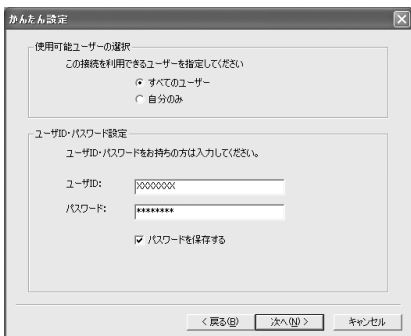 かんたん設定
使用可能ユーザーの選択
この接続を利用できるユーザーを指定してください
すべてのユーザー
自分のみ
ユーザID・パスワード設定
ユーザID・パスワードをお持ちの方は入力してください。
ユーザID:
XXXXXXX
パスワード:
********
パスワードを保存する
< 戻る(B)
次へ(N) >
キャンセル